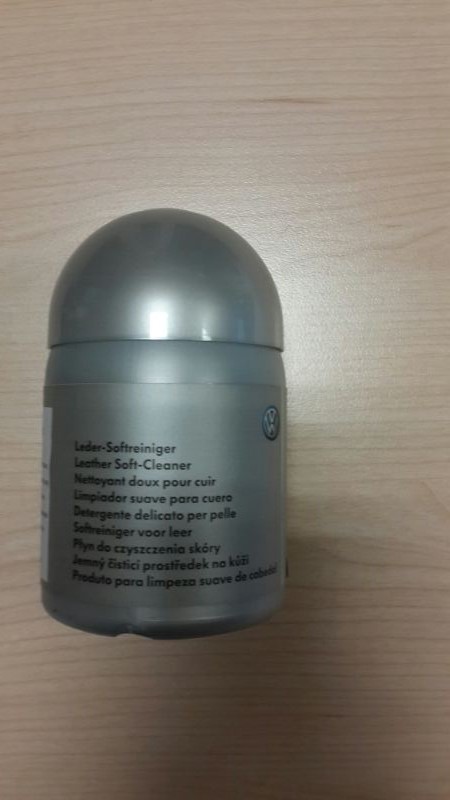 Leder-Softreiniger
Leather Soft-Cleaner
Nettoyant doux pour cuir
Limpiador suave para cuero
Detergente delicato per pelle
Softreiniger voor leer
Płyn do czyszczenia skóry
Jemný čisticí prostředek na kůži
Produto para limpeza suave de cabedal